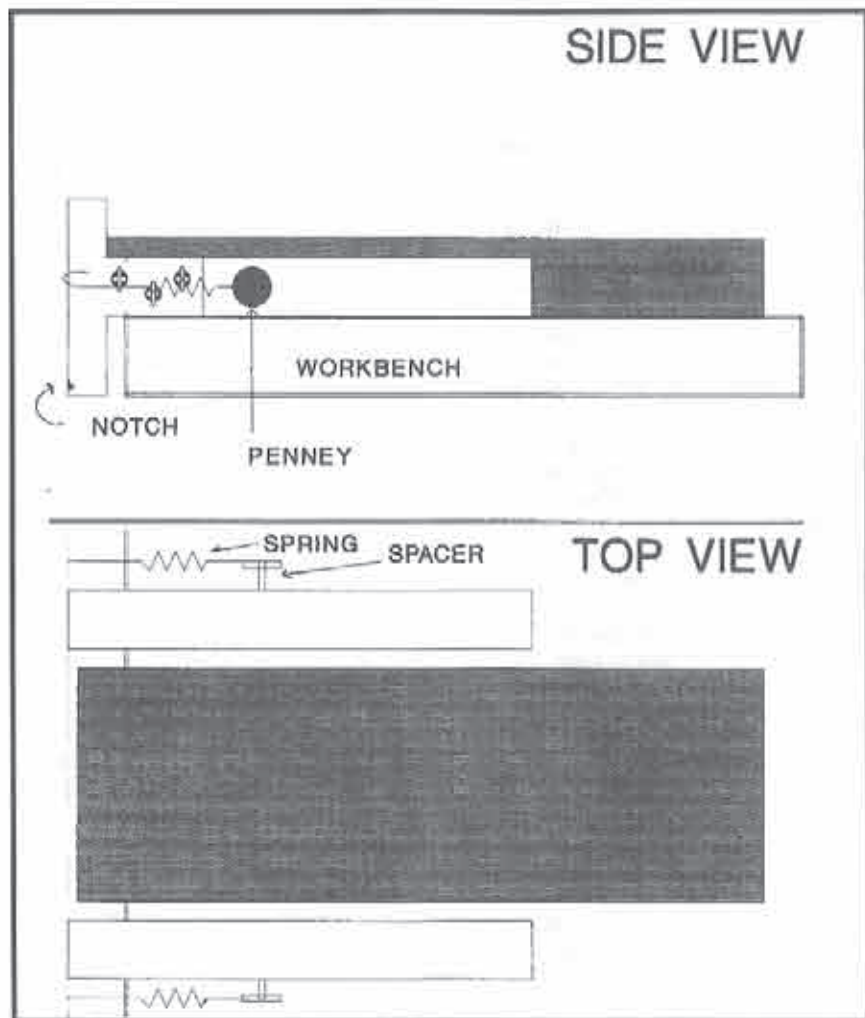 SIDE VIEW
WORKBENCH
NOTCH
PENNEY
SPRING
SPACER
TOP VIEW